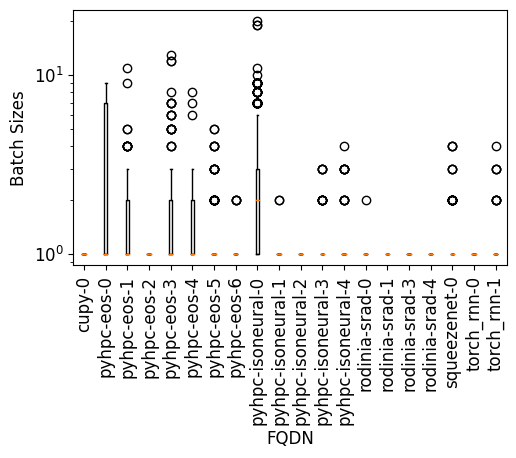 Batch Sizes
10¹
10⁰
cupy-0
pyhpc-eos-0
pyhpc-eos-1
pyhpc-eos-2
pyhpc-eos-3
pyhpc-eos-4
pyhpc-eos-5
pyhpc-eos-6
pyhpc-isoneural-0
pyhpc-isoneural-1
pyhpc-isoneural-2
pyhpc-isoneural-3
pyhpc-isoneural-4
rodinia-srad-0
rodinia-srad-1
rodinia-srad-3
rodinia-srad-4
squeezenet-0
torch_rnn-0
torch_rnn-1
FQDN